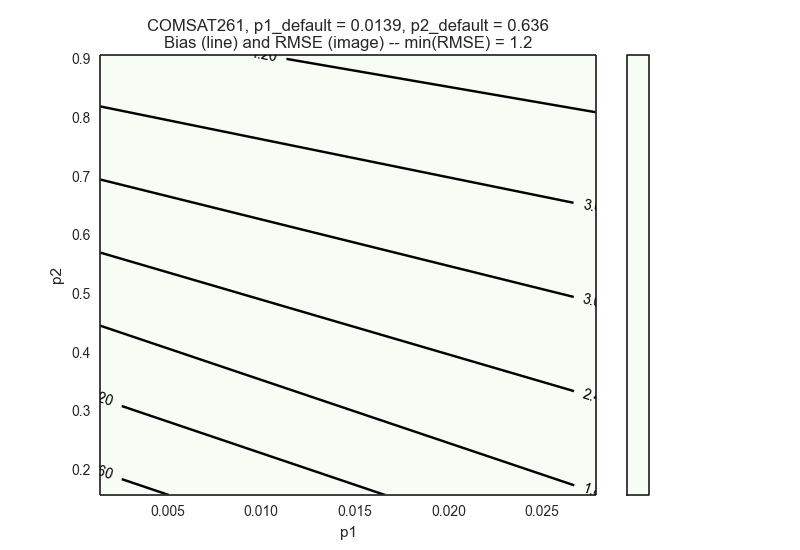 COMSAT261, p1_default = 0.0139, p2_default = 0.636
Bias (line) and RMSE (image) -- min(RMSE) = 1.2
0.9
0.8
0.7
0.6
0.5
0.4
0.3
0.2
p2
0.005 0.010 0.015 0.020 0.025
p1